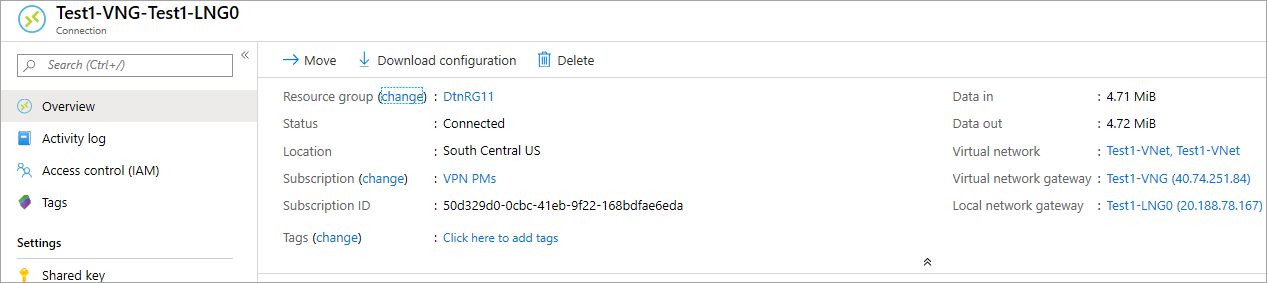 Test1-VNG-Test1-LNG0
Connection
Search (Ctrl+/)
«
Overview
Activity log
Access control (IAM)
Tags
Settings
Shared key
Move Download configuration Delete
Resource group (change) : DtnRG11
Status : Connected
Location : South Central US
Subscription (change) : VPN PMs
Subscription ID : 50d329d0-0cbc-41eb-9f22-168bdfae6eda
Tags (change) : Click here to add tags
Data in : 4.71 MiB
Data out : 4.72 MiB
Virtual network : Test1-VNet, Test1-VNet
Virtual network gateway : Test1-VNG (40.74.251.84)
Local network gateway : Test1-LNG0 (20.188.78.167)